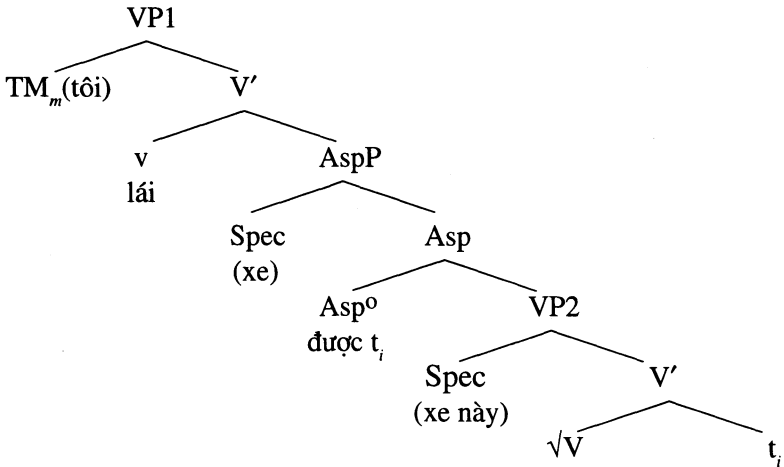 VP1
TMm(tôi) V′
v AspP
lái
Spec Asp
(xe)
Aspº VP2
được ti
Spec V′
(xe này)
√V ti